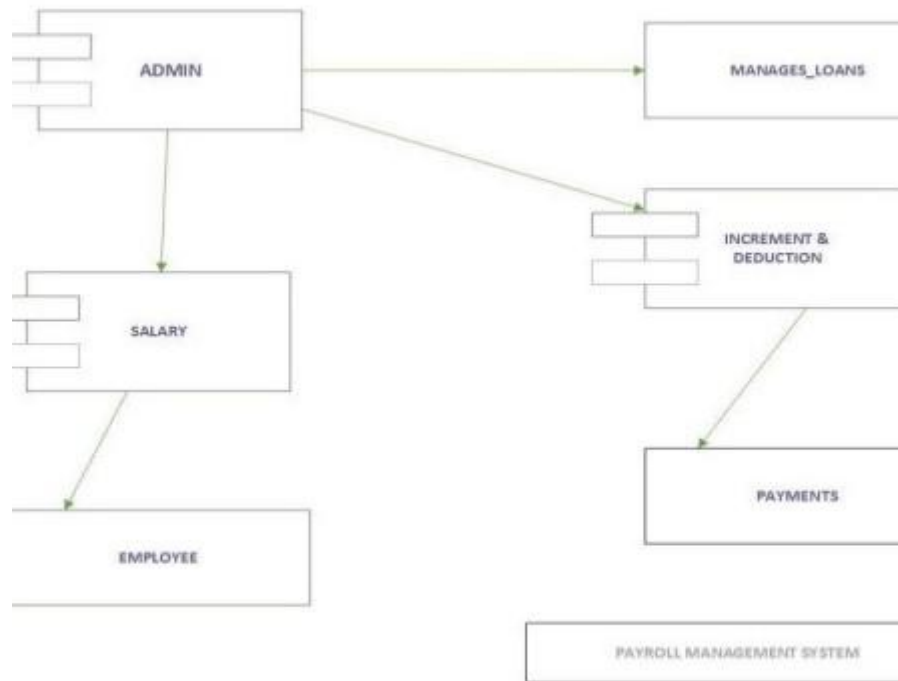 ADMIN
MANAGES_LOANS
INCREMENT &
DEDUCTION
SALARY
PAYMENTS
EMPLOYEE
PAYROLL MANAGEMENT SYSTEM